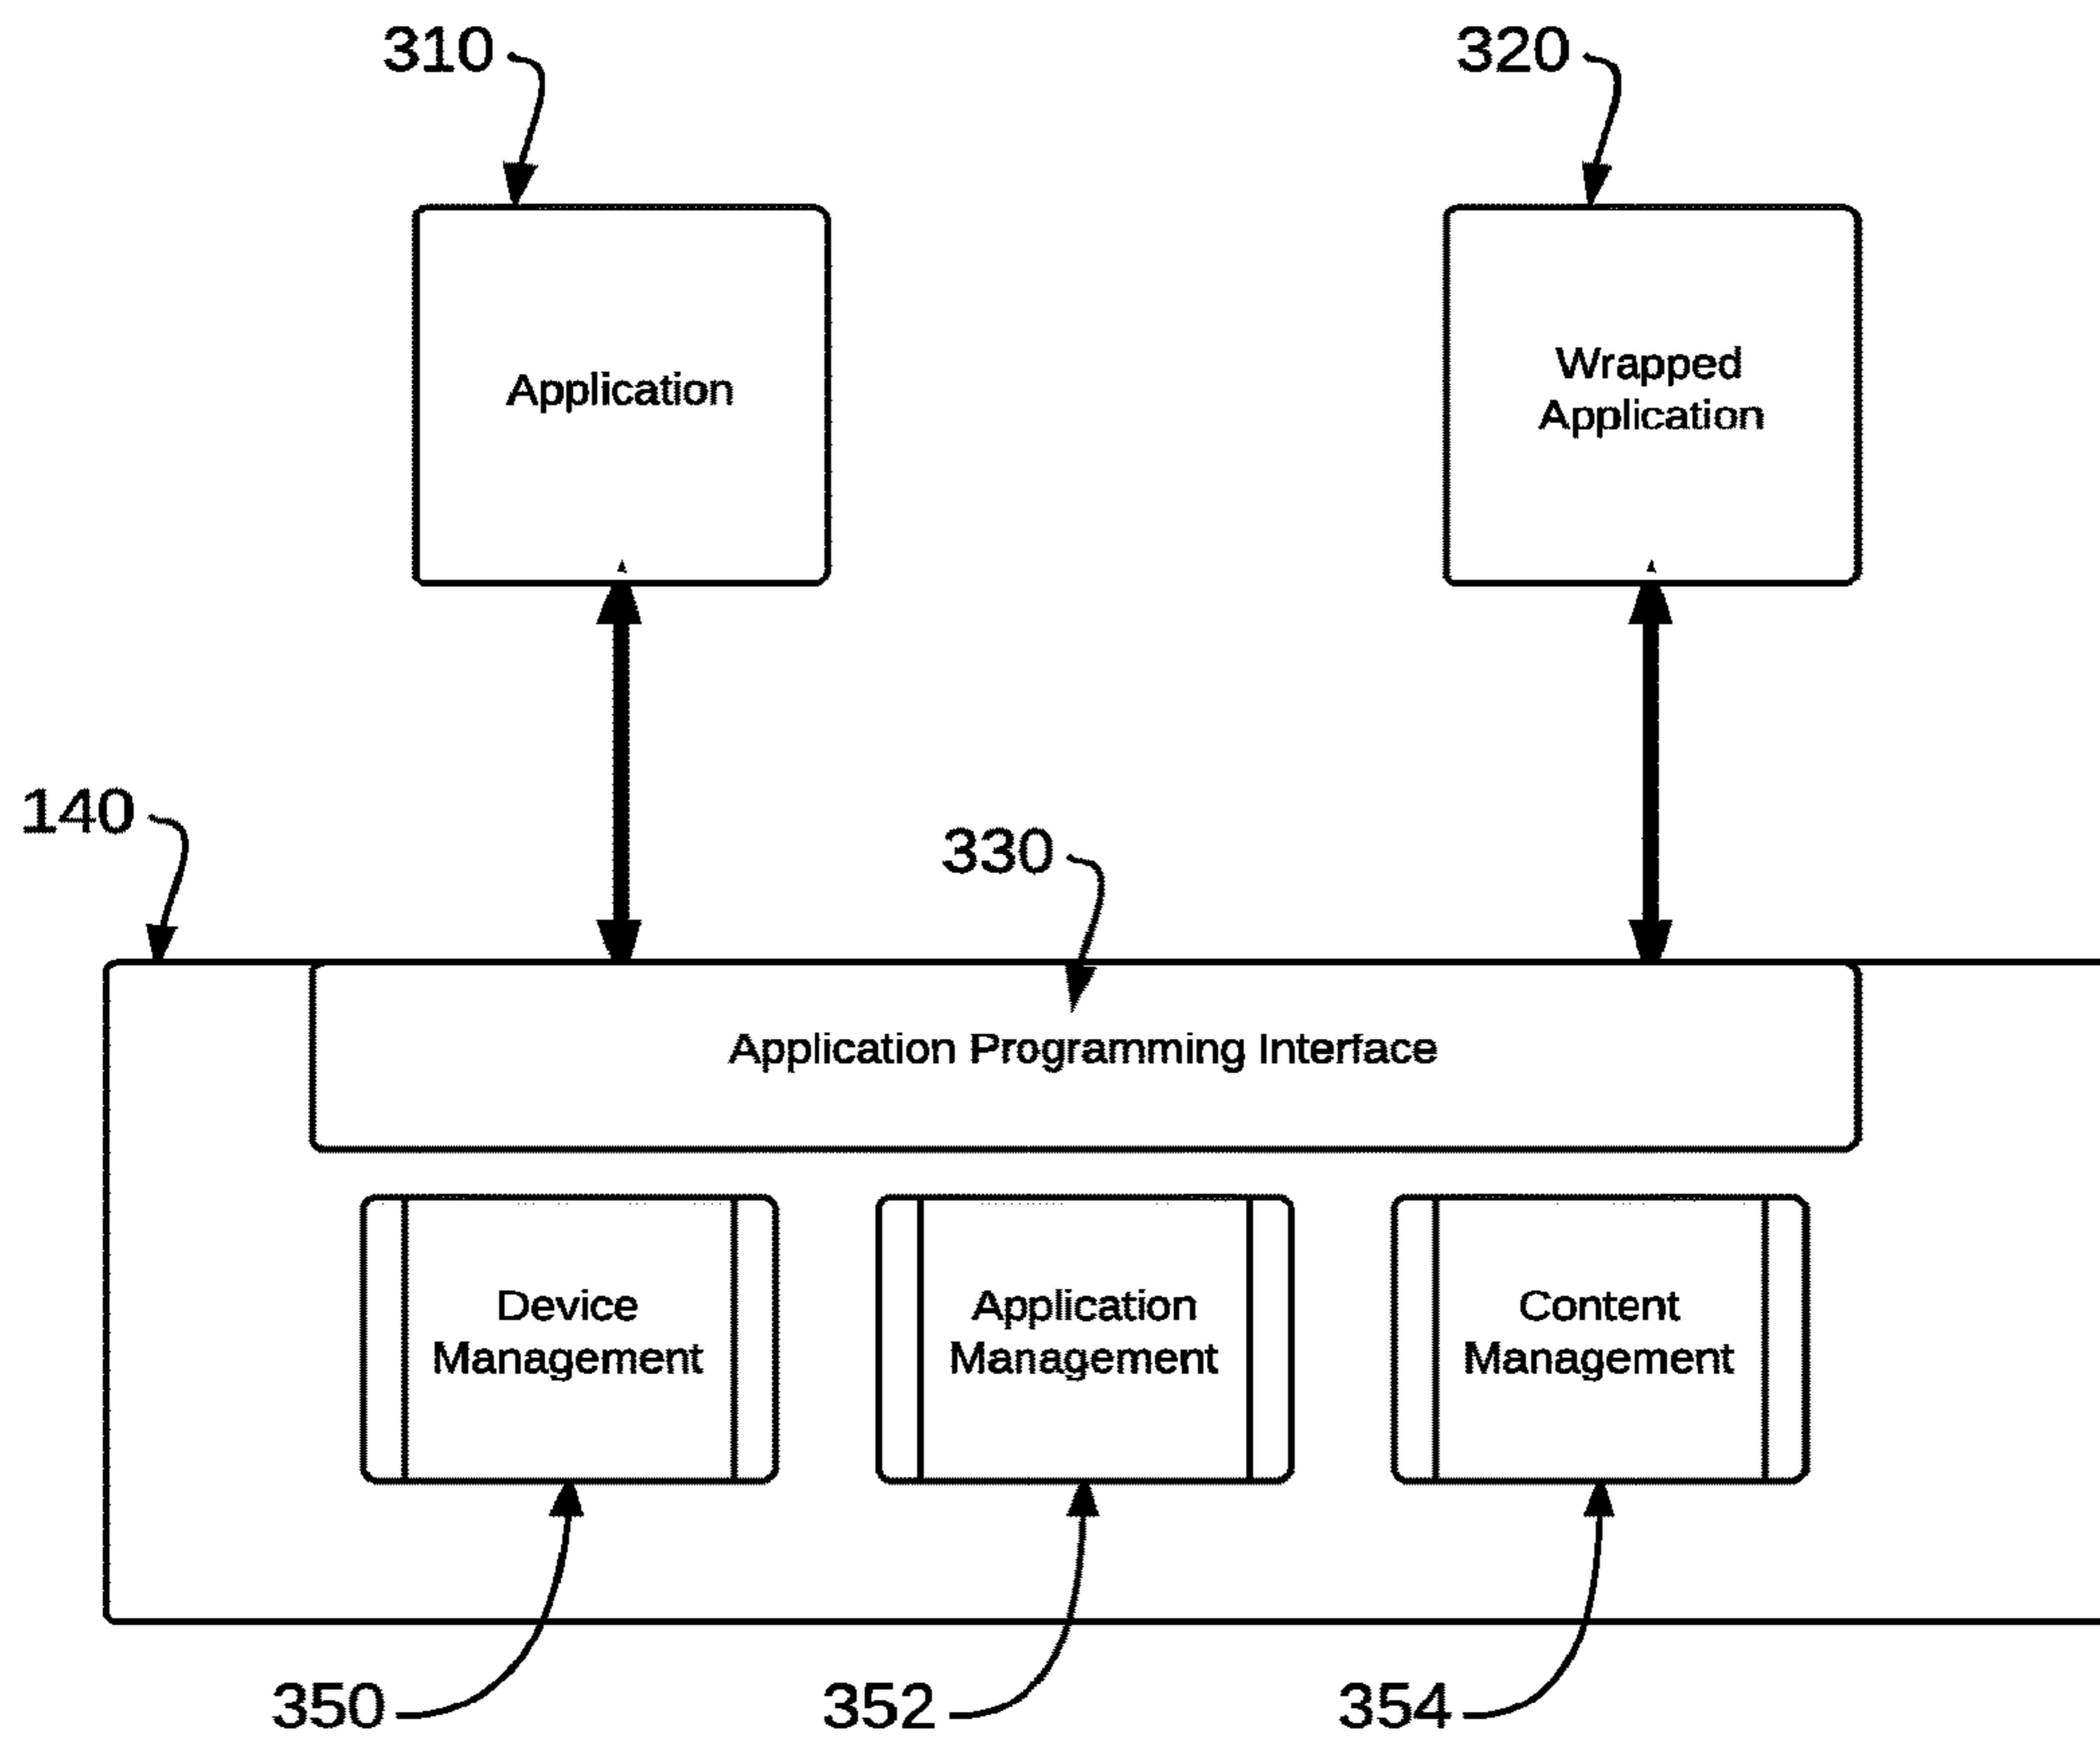 310
320
Application
Wrapped
Application
140
330
Application Programming Interface
Device
Management
Application
Management
Content
Management
350
352
354